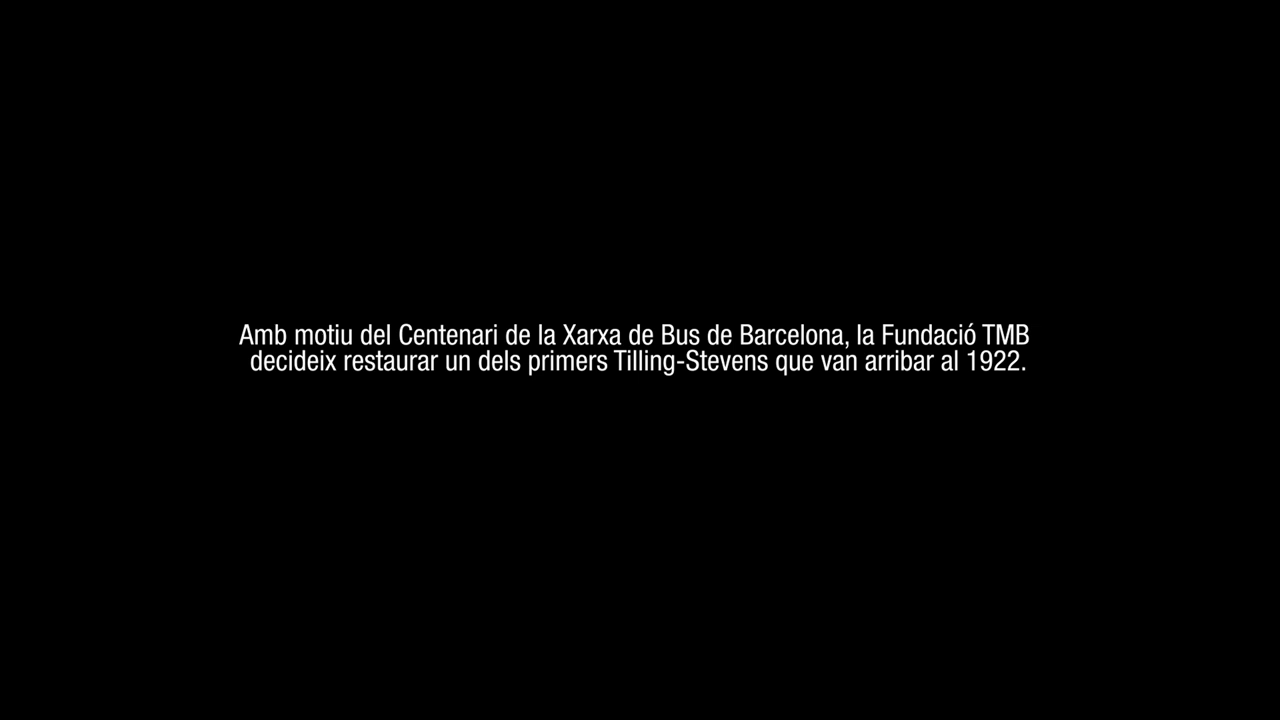 Amb motiu del Centenari de la Xarxa de Bus de Barcelona, la Fundació TMB
decideix restaurar un dels primers Tilling-Stevens que van arribar al 1922.